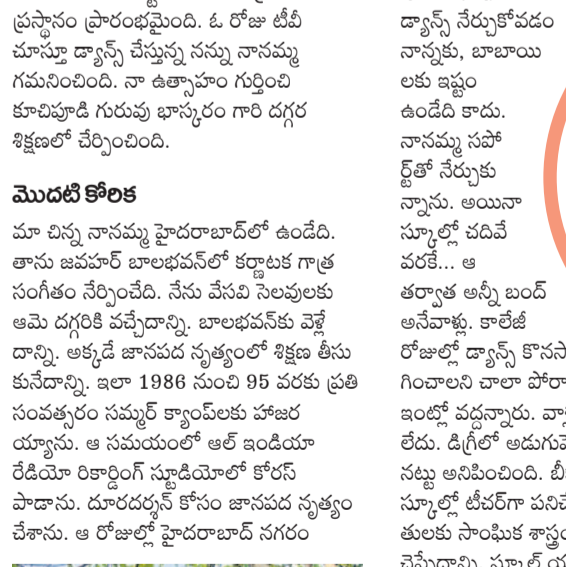 ప్రస్థానం ప్రారంభమైంది. ఓ రోజు టీవీ
చూస్తూ డ్యాన్స్ చేస్తున్న నన్ను నానమ్మ
గమనించింది. నా ఉత్సాహం గుర్తించి
కూచిపూడి గురువు భాస్కరం గారి దగ్గర
శిక్షణలో చేర్పించింది.
మొదటి కోరిక
మా చిన్న నానమ్మ హైదరాబాద్‌లో ఉండేది.
తాను జవహర్ బాలభవన్‌లో కర్ణాటక గాత్ర
సంగీతం నేర్పించేది. నేను వేసవి సెలవులకు
ఆమె దగ్గరికి వచ్చేదాన్ని. బాలభవన్‌కు వెళ్లే
దాన్ని. అక్కడే జానపద నృత్యంలో శిక్షణ తీసు
కునేదాన్ని. ఇలా 1986 నుంచి 95 వరకు ప్రతి
సంవత్సరం సమ్మర్ క్యాంప్‌లకు హాజర
య్యాను. ఆ సమయంలో ఆల్ ఇండియా
రేడియో రికార్డింగ్ స్టూడియోలో కోరస్
పాడాను. దూరదర్శన్ కోసం జానపద నృత్యం
చేశాను. ఆ రోజుల్లో హైదరాబాద్ నగరం
డ్యాన్స్ నేర్చుకోవడం
నాన్నకు, బాబాయి
లకు ఇష్టం
ఉండేది కాదు.
నానమ్మ సపో
ర్ట్‌తో నేర్చుకు
న్నాను. అయినా
స్కూల్లో చదివే
వరకే... ఆ
తర్వాత అన్నీ బంద్
అనేవాళ్లు. కాలేజీ
రోజుల్లో డ్యాన్స్ కొనసా
గించాలని చాలా పోరా
ఇంట్లో వద్దన్నారు.
లేదు. డిగ్రీలో
నట్టు అనిపించింది.
స్కూల్లో టీచర్‌గా
తులకు సాంఘిక